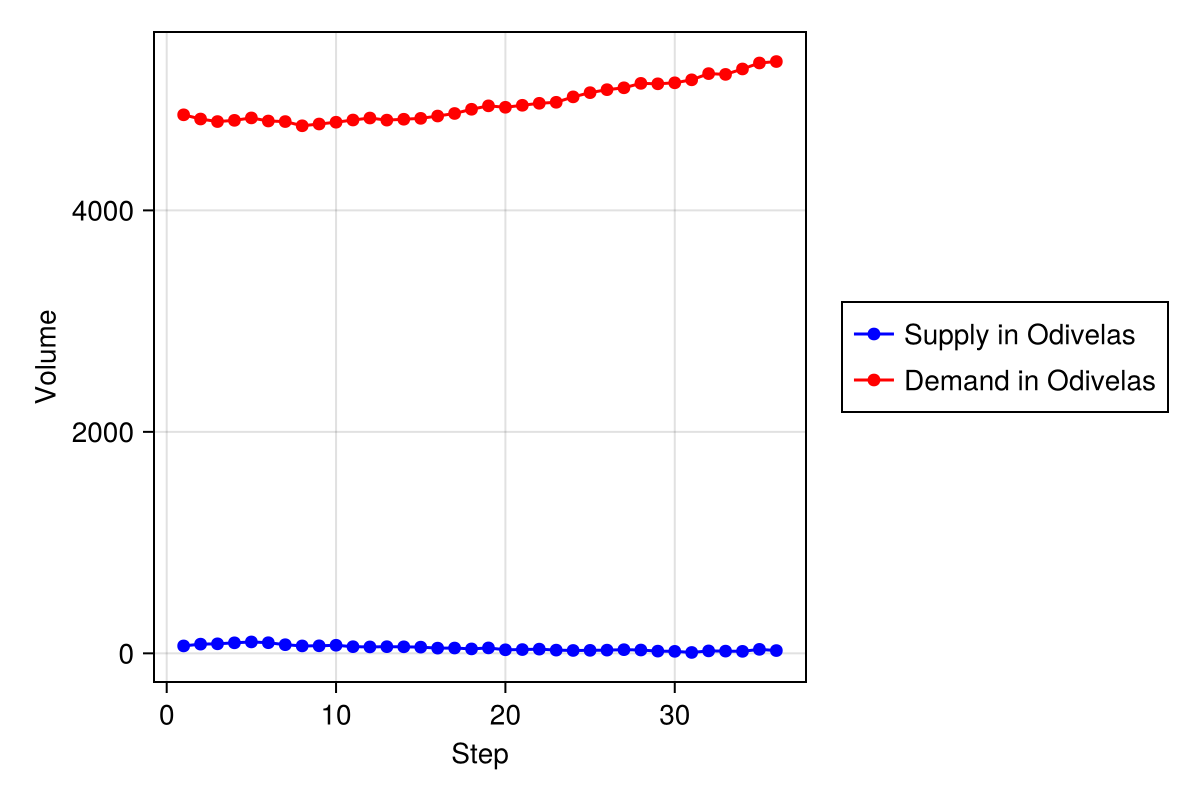 4000
2000
0
Volume
0 10 20 30
Step
Supply in Odivelas
Demand in Odivelas